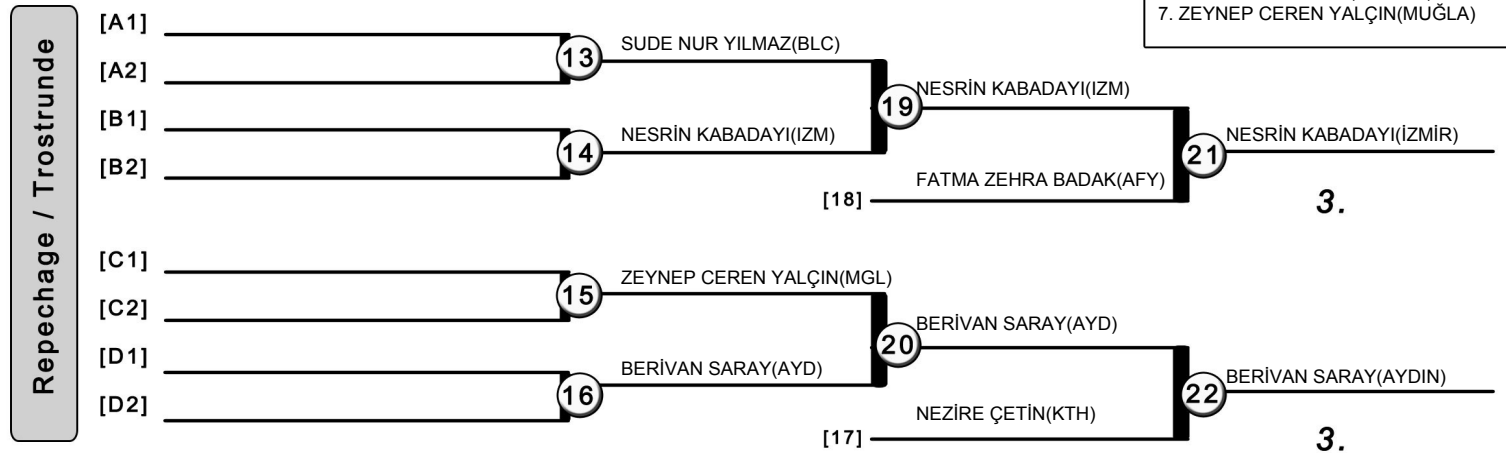 7. ZEYNEP CEREN YALÇIN(MUĞLA)
Repechage / Trostrunde
[A1]
[A2]
[B1]
[B2]
13
SUDE NUR YILMAZ(BLC)
14
NESRİN KABADAYI(IZM)
19
NESRİN KABADAYI(IZM)
[18]
FATMA ZEHRA BADAK(AFY)
21
NESRİN KABADAYI(İZMİR)
3.
[C1]
[C2]
[D1]
[D2]
15
ZEYNEP CEREN YALÇIN(MGL)
16
BERİVAN SARAY(AYD)
20
BERİVAN SARAY(AYD)
[17]
NEZİRE ÇETİN(KTH)
22
BERİVAN SARAY(AYDIN)
3.